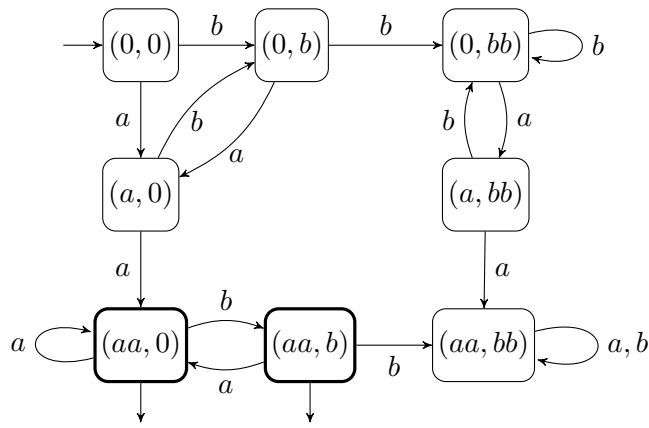 (0, 0) b (0, b) b (0, bb) b
a b a b a
(a, 0) (a, bb)
a a
a (aa, 0) b a (aa, b) b (aa, bb) a, b